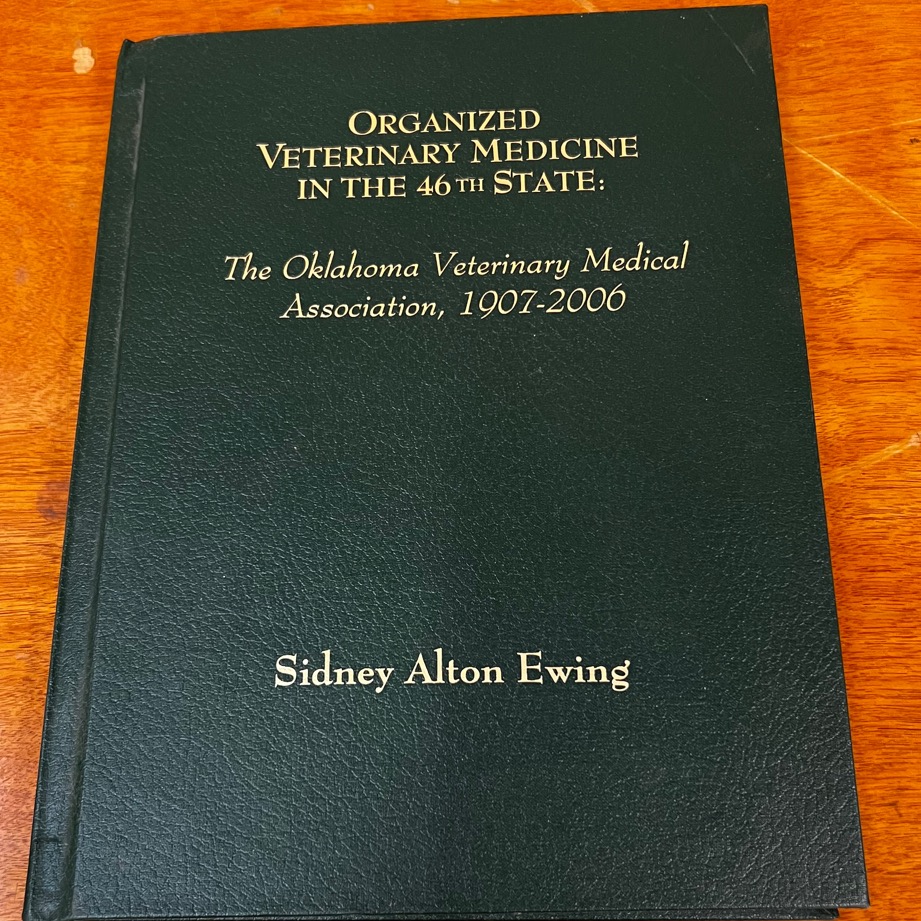 ORGANIZED
VETERINARY MEDICINE
IN THE 46TH STATE:
The Oklahoma Veterinary Medical
Association, 1907-2006
Sidney Alton Ewing